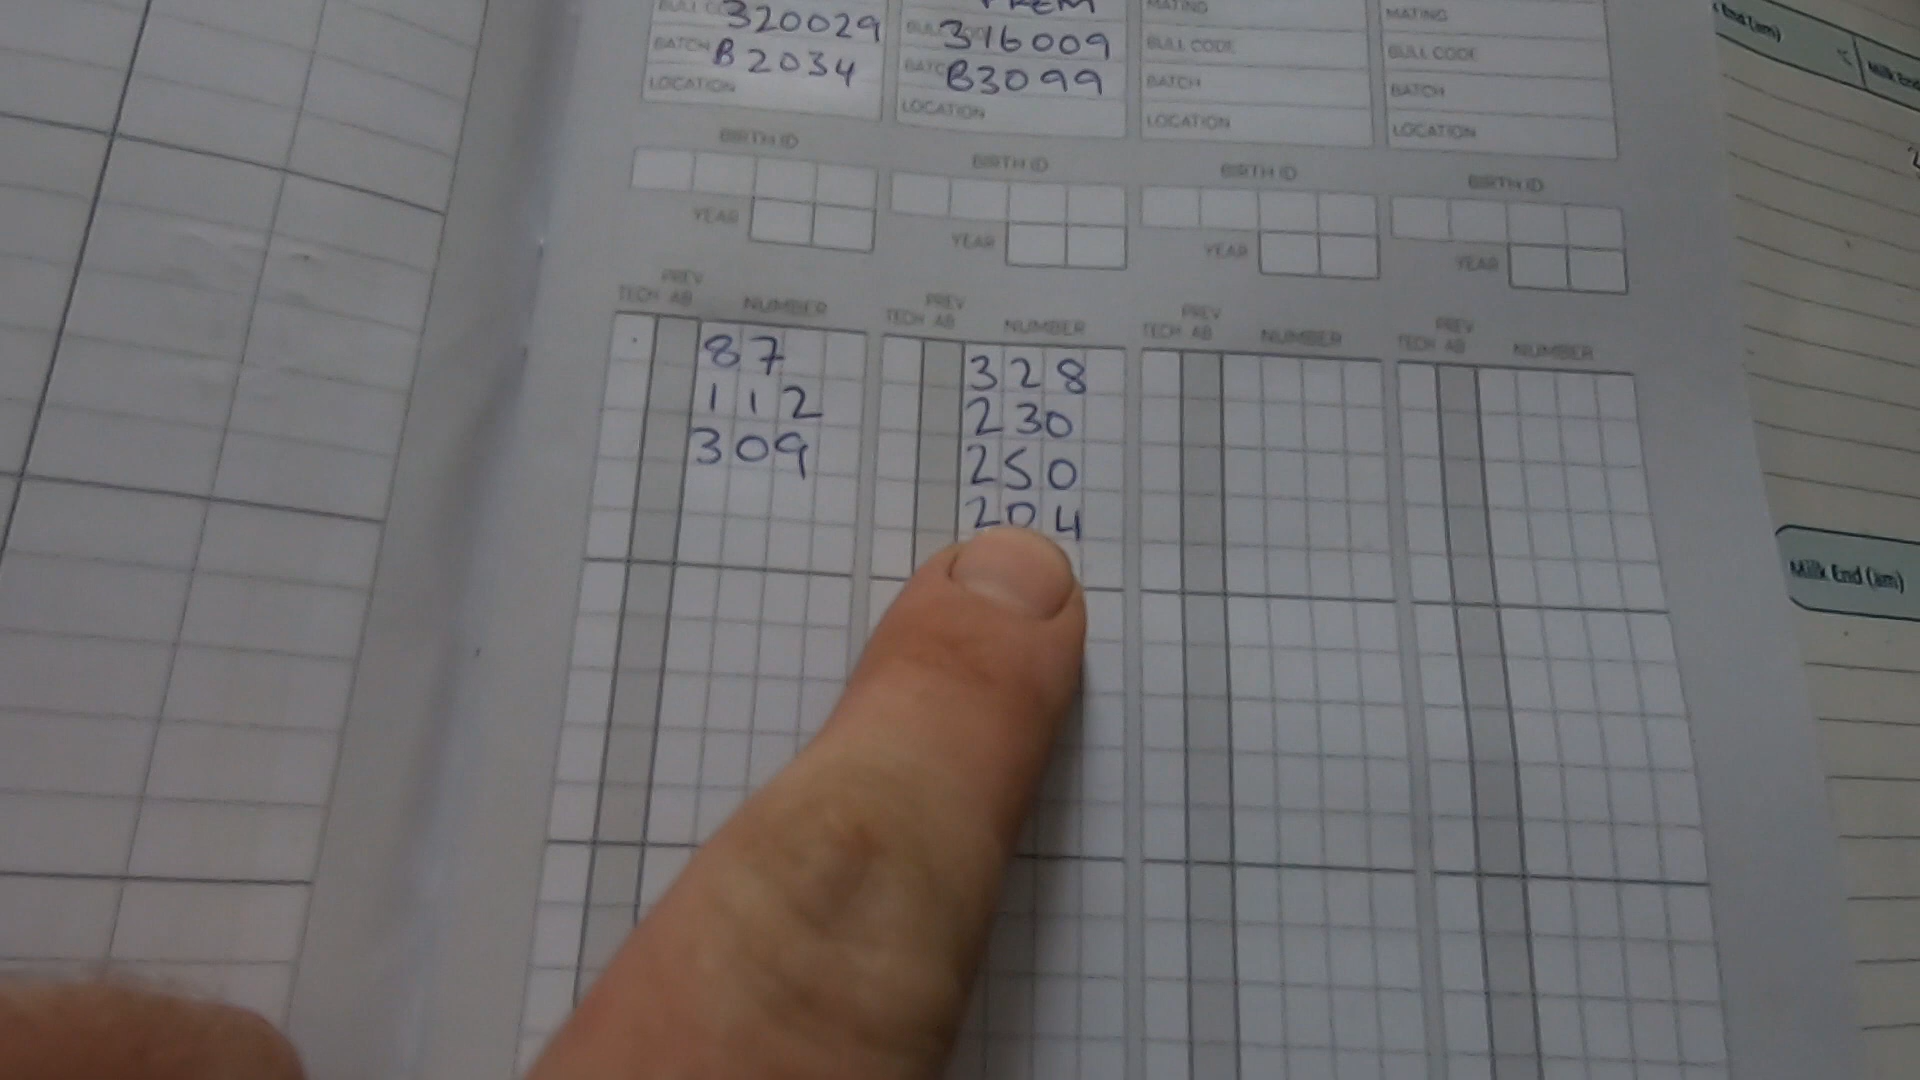 320029
BATCH B2034
LOCATION
316009
B3099
LOCATION
MATING
BULL CODE
BATCH
LOCATION
MATING
BULL CODE
BATCH
LOCATION
BIRTH ID
YEAR
BIRTH ID
YEAR
BIRTH ID
YEAR
BIRTH ID
YEAR
TECH PREV AB NUMBER
87
112
309
TECH PREV AB NUMBER
328
230
250
204
TECH PREV AB NUMBER
TECH PREV AB NUMBER
Milk End (am)